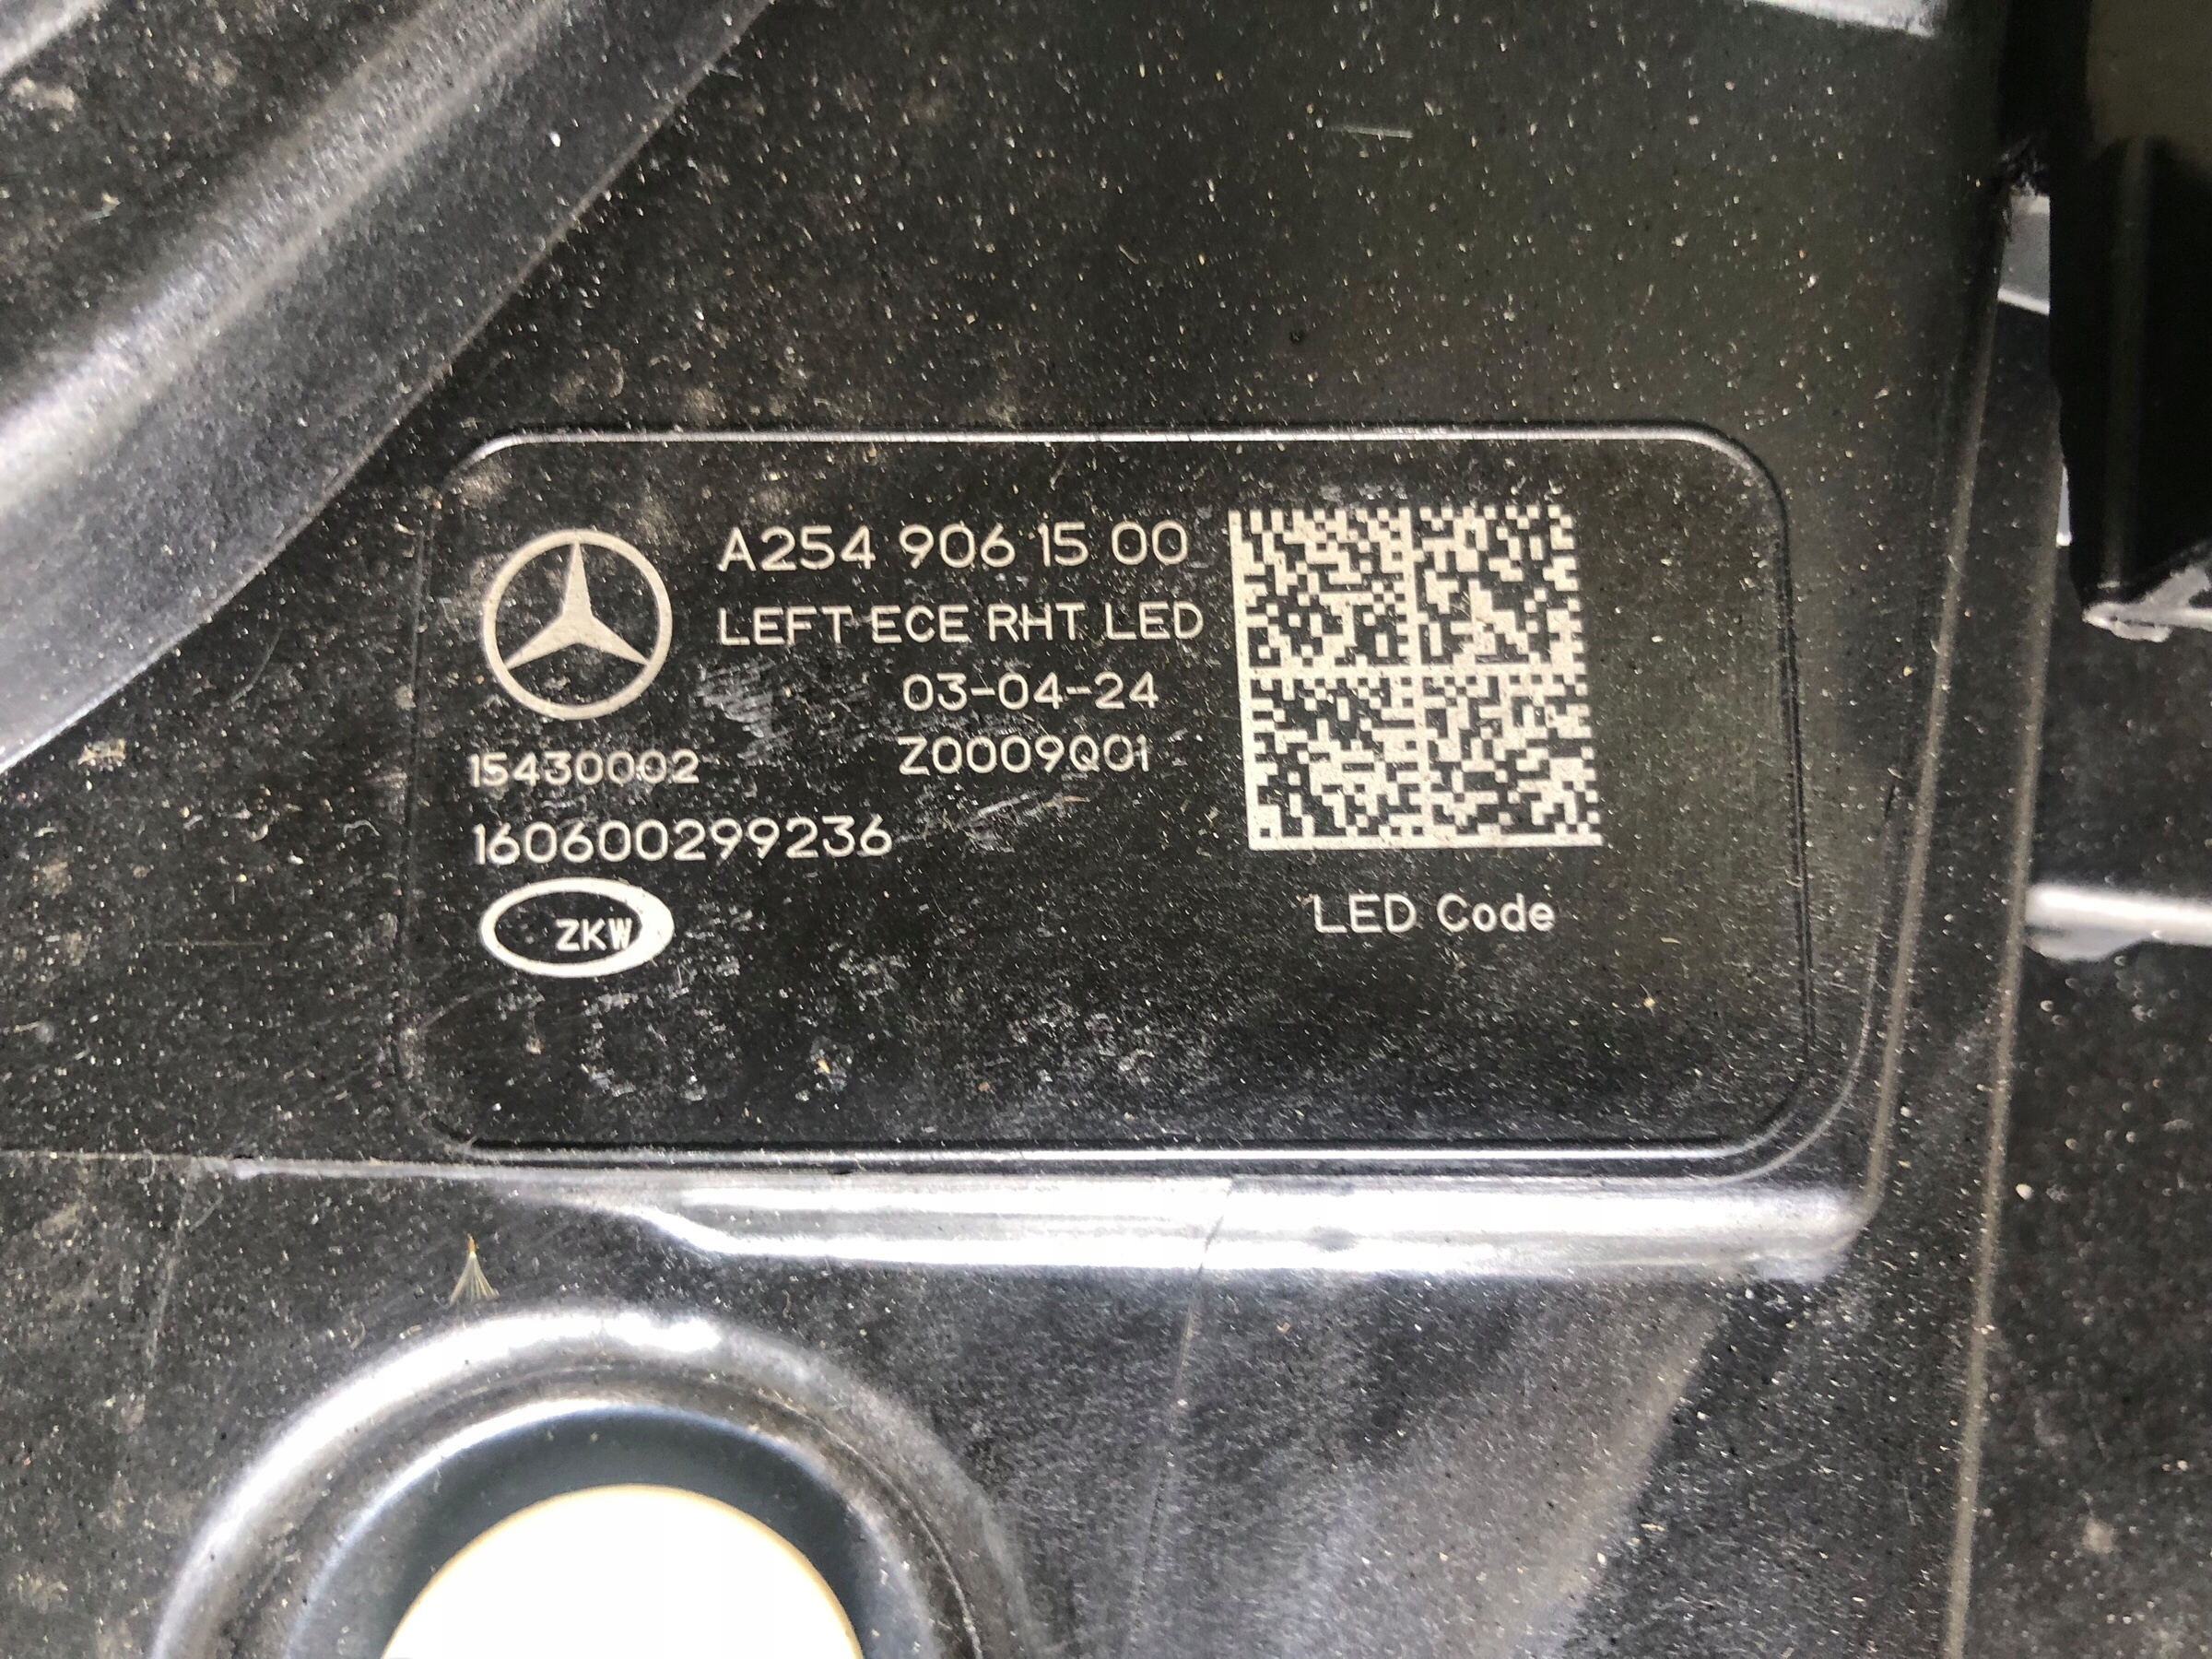 A254 906 15 00
LEFT ECE RHT LED
03-04-24
15430002 Z0009Q01
160600299236
ZKW
LED Code